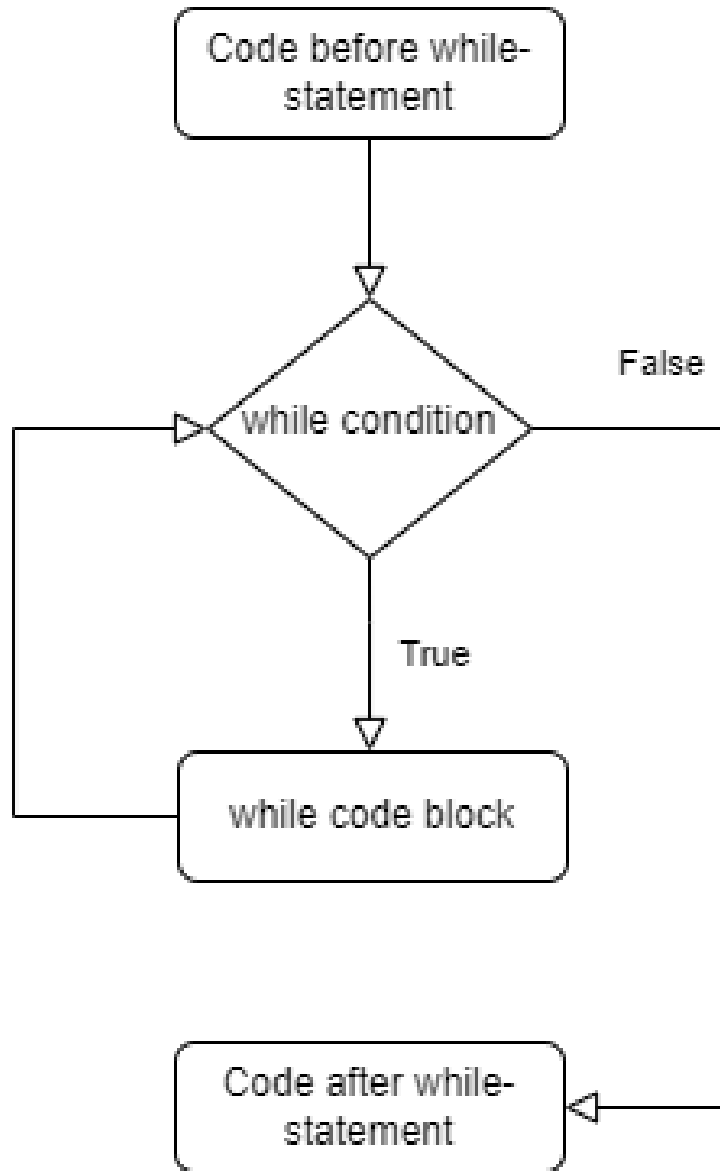 Code before while-
statement
while condition
False
True
while code block
Code after while-
statement